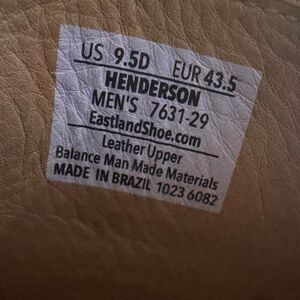 US 9.5D EUR 43.5
HENDERSON
MEN'S 7631-29
EastlandShoe.com
Leather Upper
Balance Man Made Materials
MADE IN BRAZIL 1023 6082